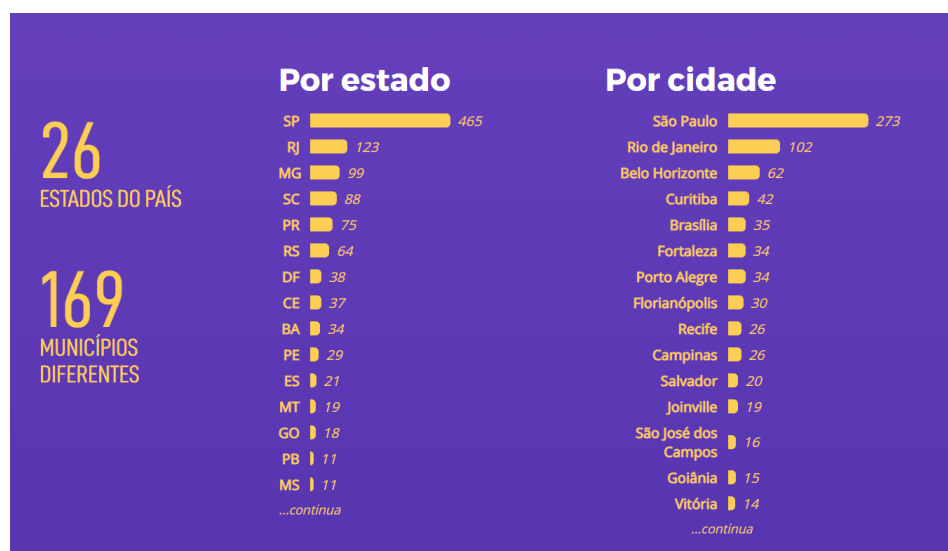 26
ESTADOS DO PAÍS
169
MUNICÍPIOS
DIFERENTES
Por estado
SP 465
RJ 123
MG 99
SC 88
PR 75
RS 64
DF 38
CE 37
BA 34
PE 29
ES 21
MT 19
GO 18
PB 11
MS 11
...continua
Por cidade
São Paulo 273
Rio de Janeiro 102
Belo Horizonte 62
Curitiba 42
Brasília 35
Fortaleza 34
Porto Alegre 34
Florianópolis 30
Recife 26
Campinas 26
Salvador 20
Joinville 19
São José dos
Campos 16
Goiânia 15
Vitória 14
...continua